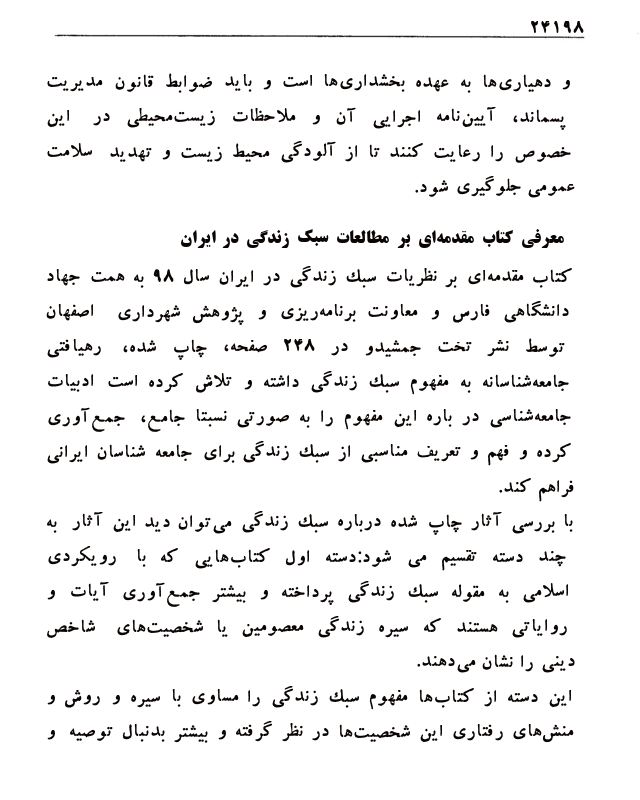 ۲۴۱۹۸
و دهیاری‌ها به عهده بخشداری‌ها است و باید ضوابط قانون مدیریت
پسماند، آیین‌نامه اجرایی آن و ملاحظات زیست‌محیطی در این
خصوص را رعایت کنند تا از آلودگی محیط زیست و تهدید سلامت
عمومی جلوگیری شود.
معرفی کتاب مقدمه‌ای بر مطالعات سبک زندگی در ایران
کتاب مقدمه‌ای بر نظریات سبك زندگی در ایران سال ۹۸ به همت جهاد
دانشگاهی فارس و معاونت برنامه‌ریزی و پژوهش شهرداری اصفهان
توسط نشر تخت جمشیدو در ۲۴۸ صفحه، چاپ شده، رهیافتی
جامعه‌شناسانه به مفهوم سبك زندگی داشته و تلاش کرده است ادبیات
جامعه‌شناسی در باره این مفهوم را به صورتی نسبتا جامع، جمع‌آوری
کرده و فهم و تعریف مناسبی از سبك زندگی برای جامعه شناسان ایرانی
فراهم کند.
با بررسی آثار چاپ شده درباره سبك زندگی می‌توان دید این آثار به
چند دسته تقسیم می شود:دسته اول کتاب‌هایی که با رویکردی
اسلامی به مقوله سبك زندگی پرداخته و بیشتر جمع‌آوری آیات و
روایاتی هستند که سیره زندگی معصومین یا شخصیت‌های شاخص
دینی را نشان می‌دهند.
این دسته از کتاب‌ها مفهوم سبك زندگی را مساوی با سیره و روش و
منش‌های رفتاری این شخصیت‌ها در نظر گرفته و بیشتر بدنبال توصیه و